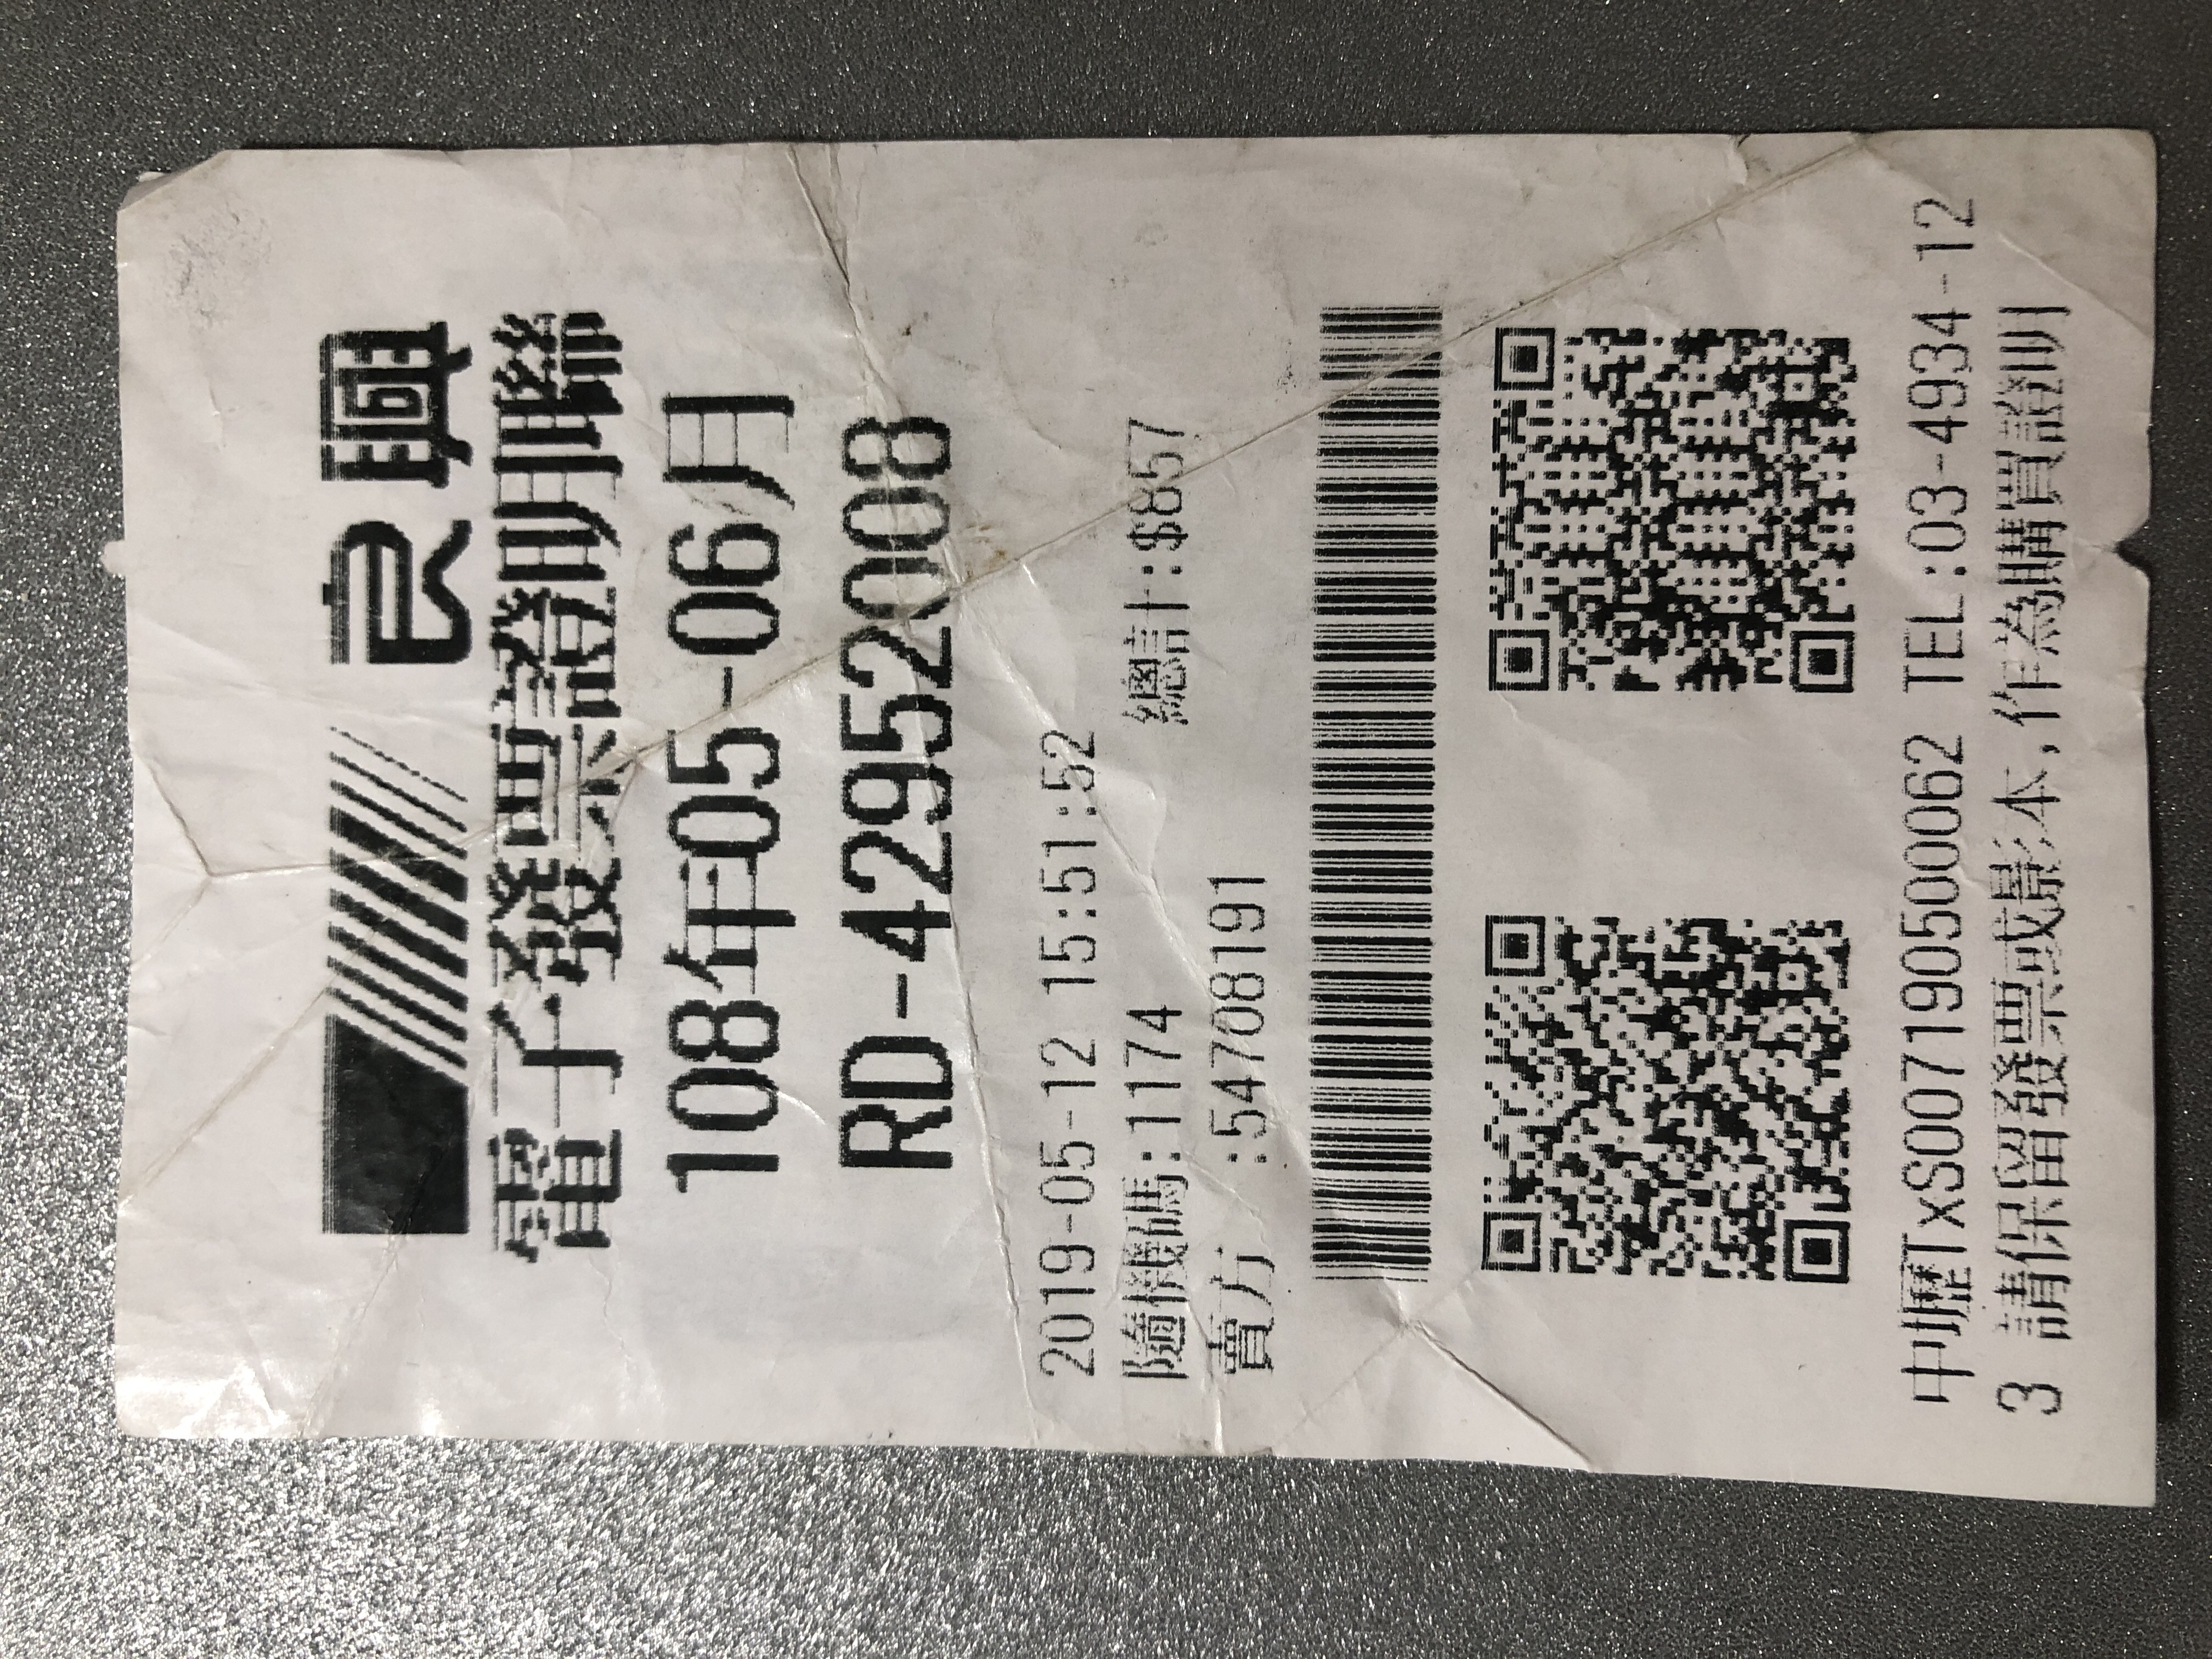 良興
電子發票證明聯
108年05-06月
RD-42952008
2019-05-12 15:51:52
隨機碼:1174 總計:$857
賣方 :54708191
中壢TxS007190500062 TEL:03-4934-12
3 請保留發票或影本,作為購買證明